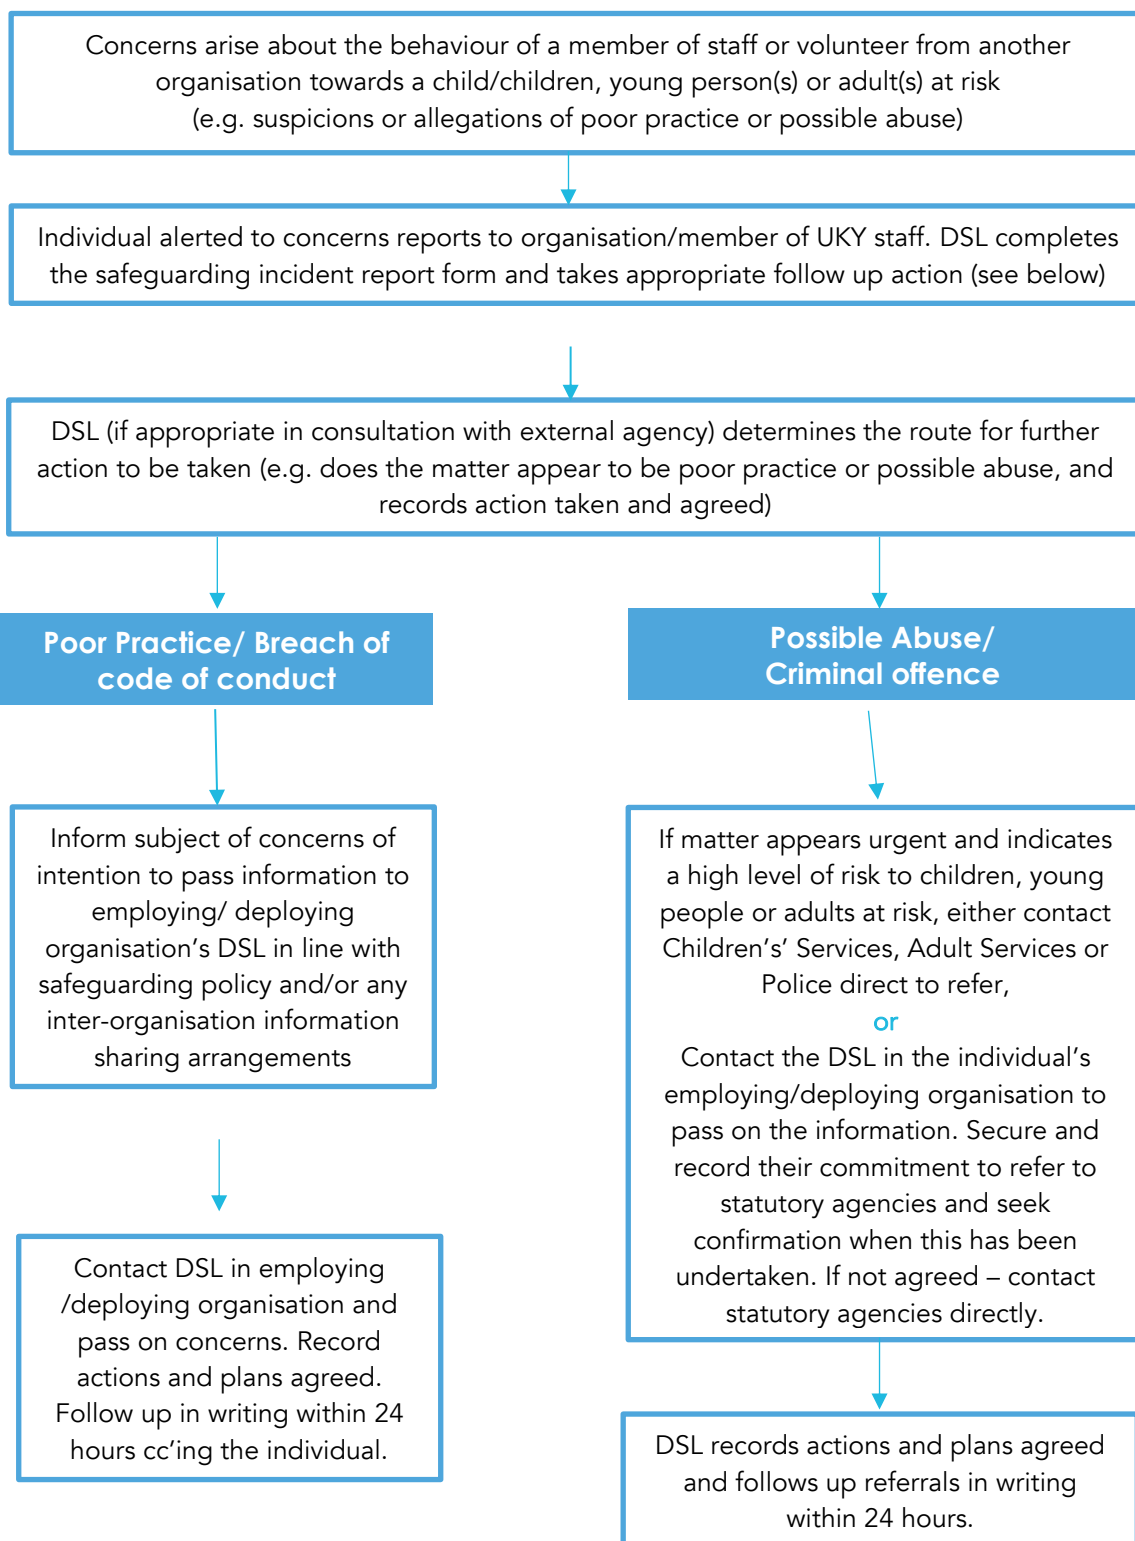 Concerns arise about the behaviour of a member of staff or volunteer from another
organisation towards a child/children, young person(s) or adult(s) at risk
(e.g. suspicions or allegations of poor practice or possible abuse)
Individual alerted to concerns reports to organisation/member of UKY staff. DSL completes
the safeguarding incident report form and takes appropriate follow up action (see below)
DSL (if appropriate in consultation with external agency) determines the route for further
action to be taken (e.g. does the matter appear to be poor practice or possible abuse, and
records action taken and agreed)
Poor Practice/ Breach of
code of conduct
Inform subject of concerns of
intention to pass information to
employing/ deploying
organisation’s DSL in line with
safeguarding policy and/or any
inter-organisation information
sharing arrangements
Contact DSL in employing
/deploying organisation and
pass on concerns. Record
actions and plans agreed.
Follow up in writing within 24
hours cc’ing the individual.
Possible Abuse/
Criminal offence
If matter appears urgent and indicates
a high level of risk to children, young
people or adults at risk, either contact
Children’s’ Services, Adult Services or
Police direct to refer,
or
Contact the DSL in the individual’s
employing/deploying organisation to
pass on the information. Secure and
record their commitment to refer to
statutory agencies and seek
confirmation when this has been
undertaken. If not agreed – contact
statutory agencies directly.
DSL records actions and plans agreed
and follows up referrals in writing
within 24 hours.